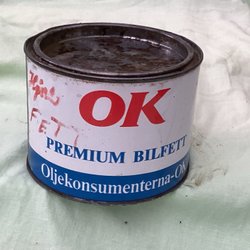 OK
FETT
PREMIUM BILFETT
Oljekonsumenterna-OK